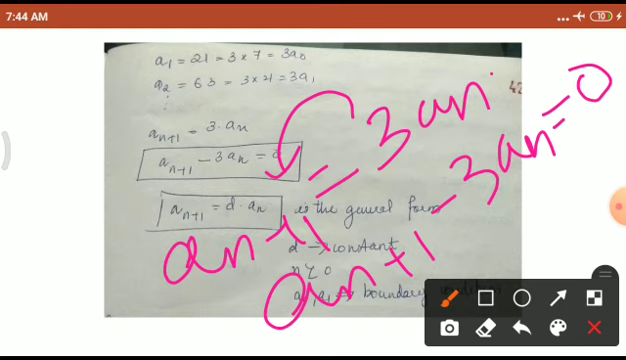 7:44 AM
10
a1 = 21 = 3 × 7 = 3a0
a2 = 63 = 3 × 21 = 3a1
⋮
42
an+1 = 3·an
an+1 − 3an = 0
an+1 = d·an is the general form
d → constant
n ≥ 0
boundary
an+1 = 3an
an+1 − 3an = 0